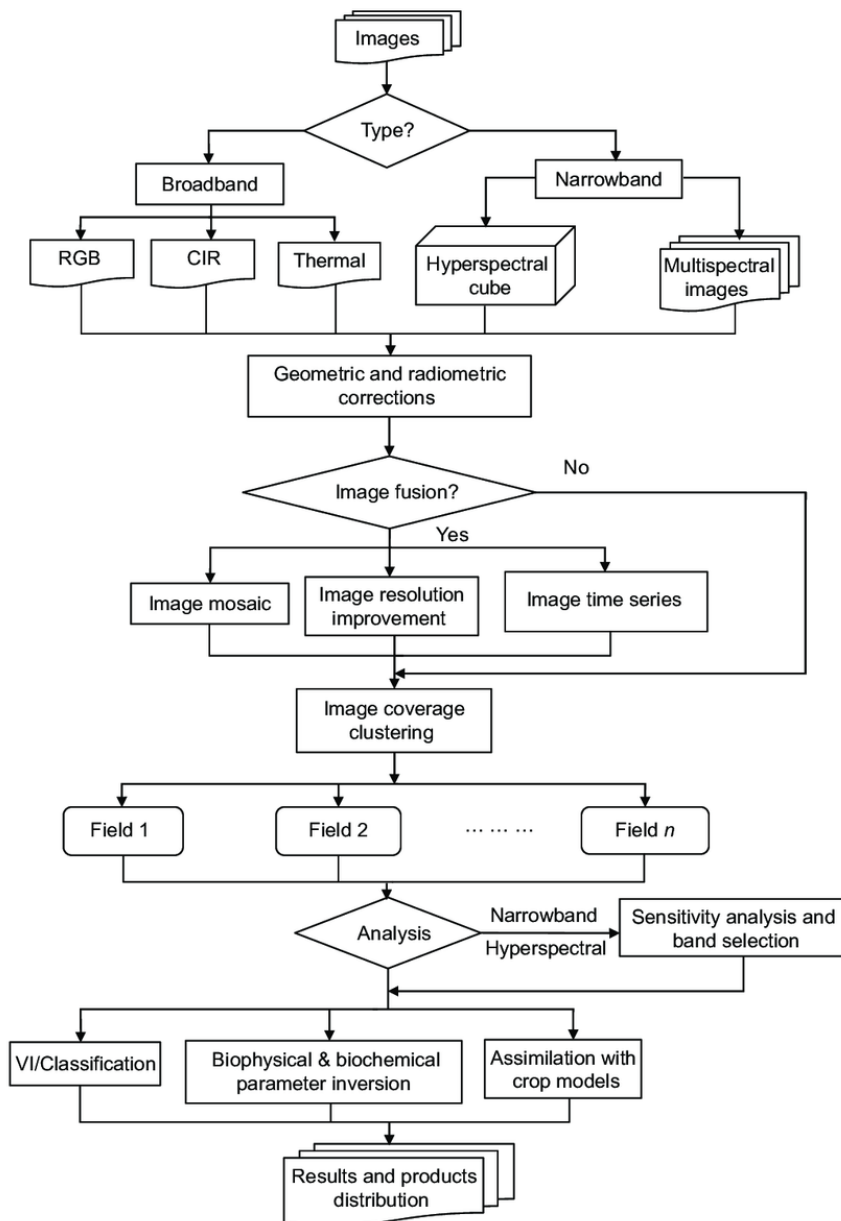 Images
Type?
Broadband
Narrowband
RGB
CIR
Thermal
Hyperspectral
cube
Multispectral
images
Geometric and radiometric
corrections
Image fusion?
No
Yes
Image mosaic
Image resolution
improvement
Image time series
Image coverage
clustering
Field 1
Field 2
... ... ...
Field n
Analysis
Narrowband
Hyperspectral
Sensitivity analysis and
band selection
VI/Classification
Biophysical & biochemical
parameter inversion
Assimilation with
crop models
Results and products
distribution